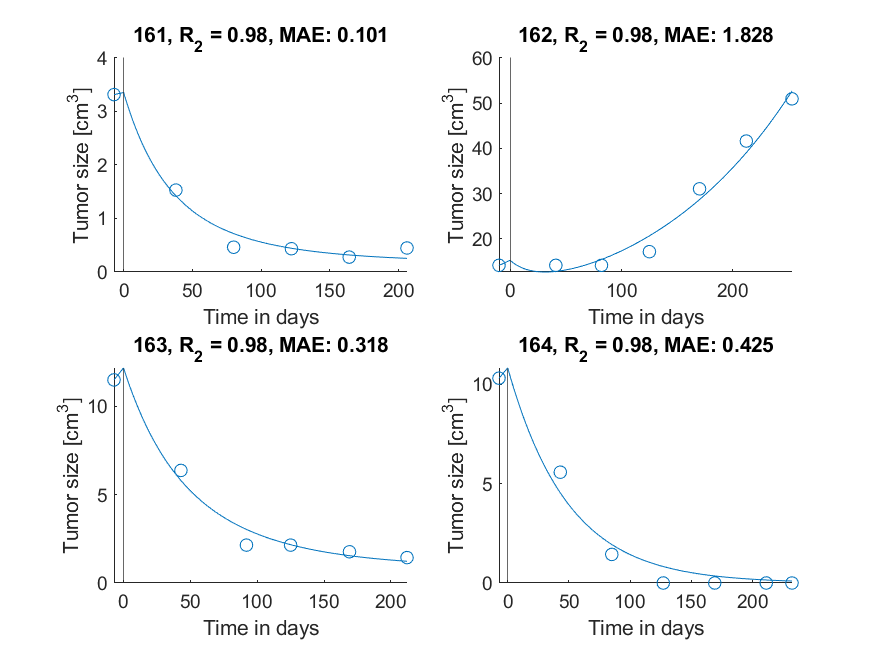 161, R2 = 0.98, MAE: 0.101
4
3
2
1
0
Tumor size [cm3]
0 50 100 150 200
Time in days
162, R2 = 0.98, MAE: 1.828
60
50
40
30
20
Tumor size [cm3]
0 100 200
Time in days
163, R2 = 0.98, MAE: 0.318
10
5
0
Tumor size [cm3]
0 50 100 150 200
Time in days
164, R2 = 0.98, MAE: 0.425
10
5
0
Tumor size [cm3]
0 50 100 150 200
Time in days